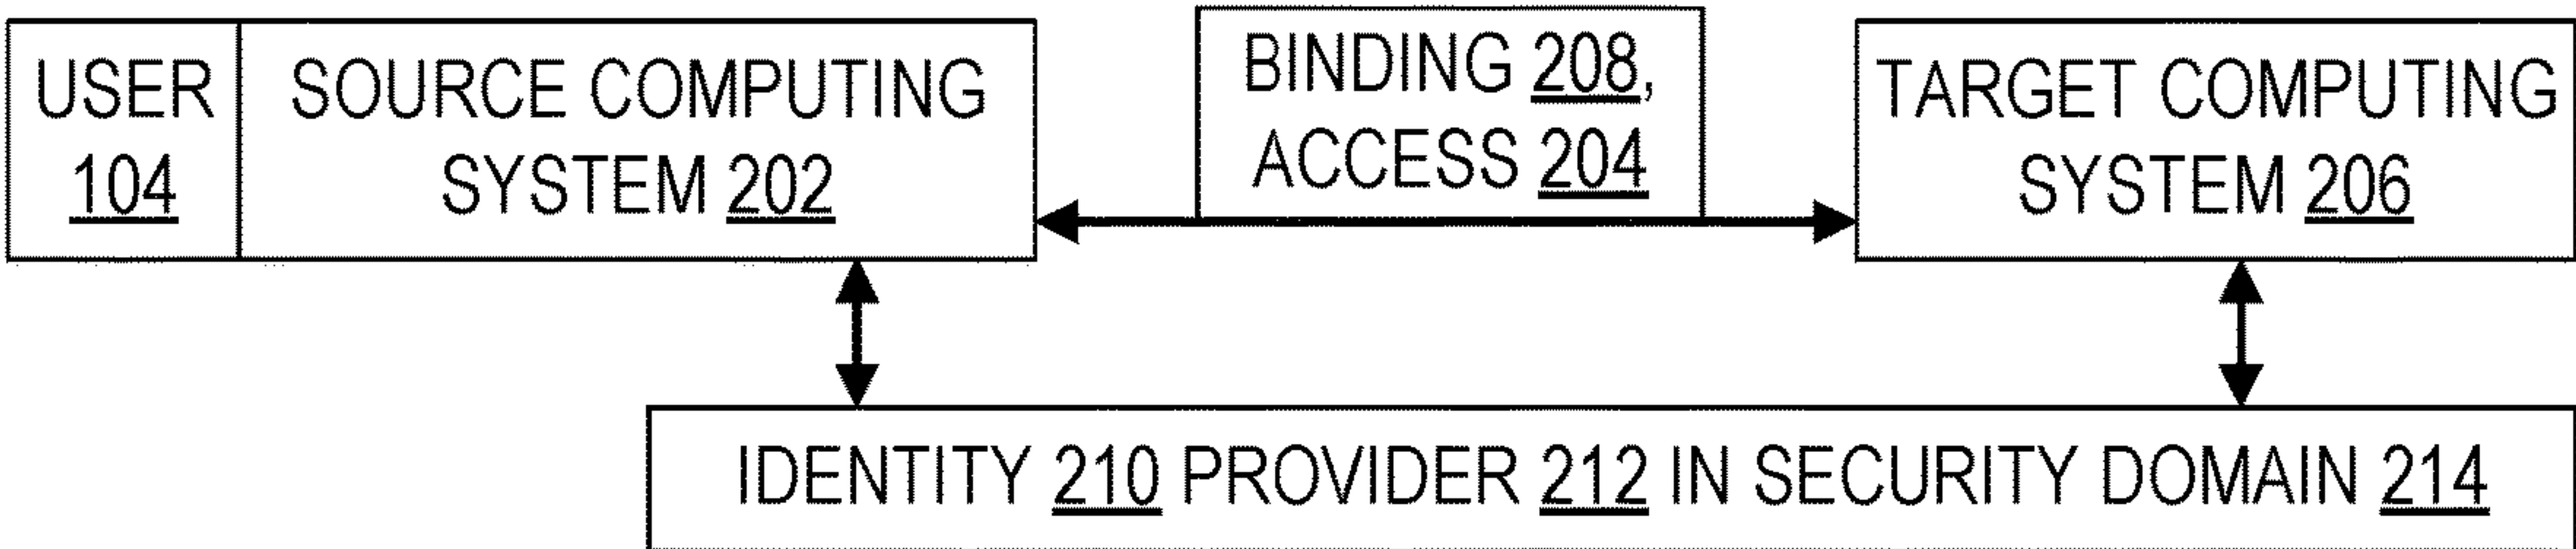 USER
104
SOURCE COMPUTING
SYSTEM 202
BINDING 208,
ACCESS 204
TARGET COMPUTING
SYSTEM 206
IDENTITY 210 PROVIDER 212 IN SECURITY DOMAIN 214